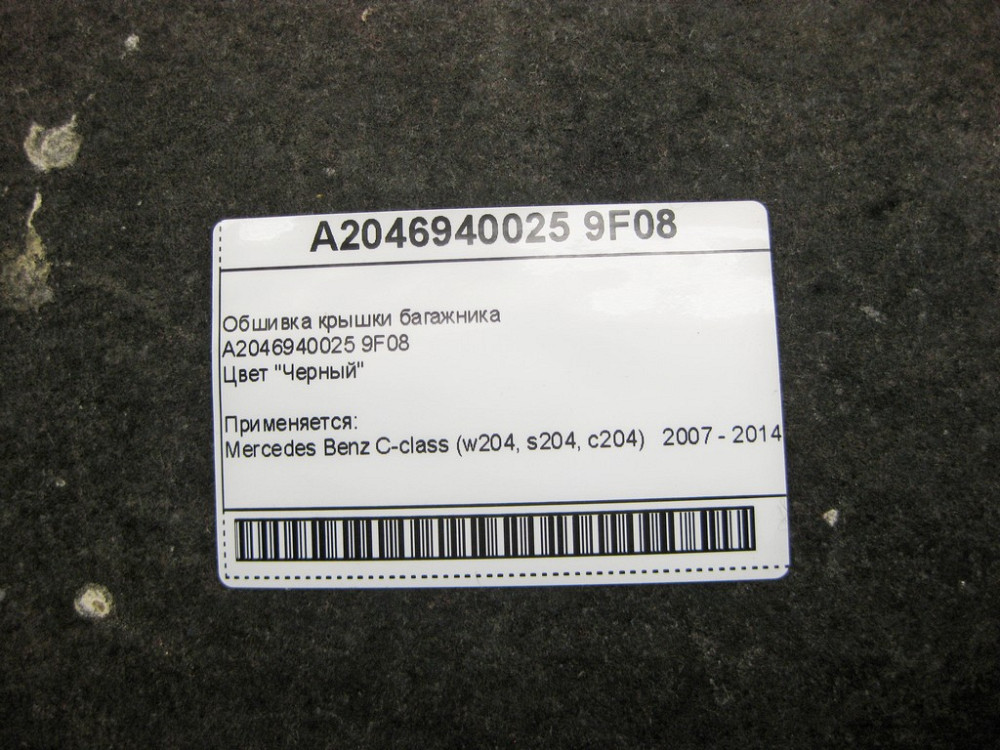 A2046940025 9F08
Обшивка крышки багажника
A2046940025 9F08
Цвет "Черный"
Применяется:
Mercedes Benz C-class (w204, s204, c204) 2007 - 2014